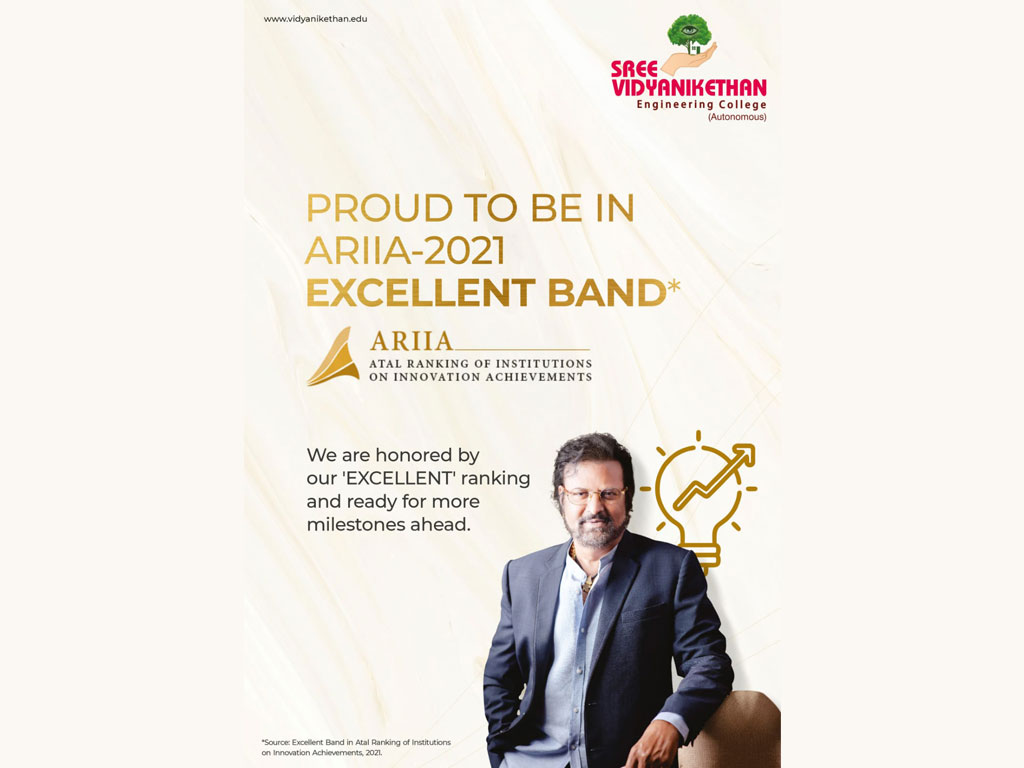 www.vidyanikethan.edu
SREE
VIDYANIKETHAN
Engineering College
(Autonomous)
PROUD TO BE IN
ARIIA-2021
EXCELLENT BAND*
ARIIA
ATAL RANKING OF INSTITUTIONS
ON INNOVATION ACHIEVEMENTS
We are honored by
our 'EXCELLENT' ranking
and ready for more
milestones ahead.
*Source: Excellent Band in Atal Ranking of Institutions
on Innovation Achievements, 2021.